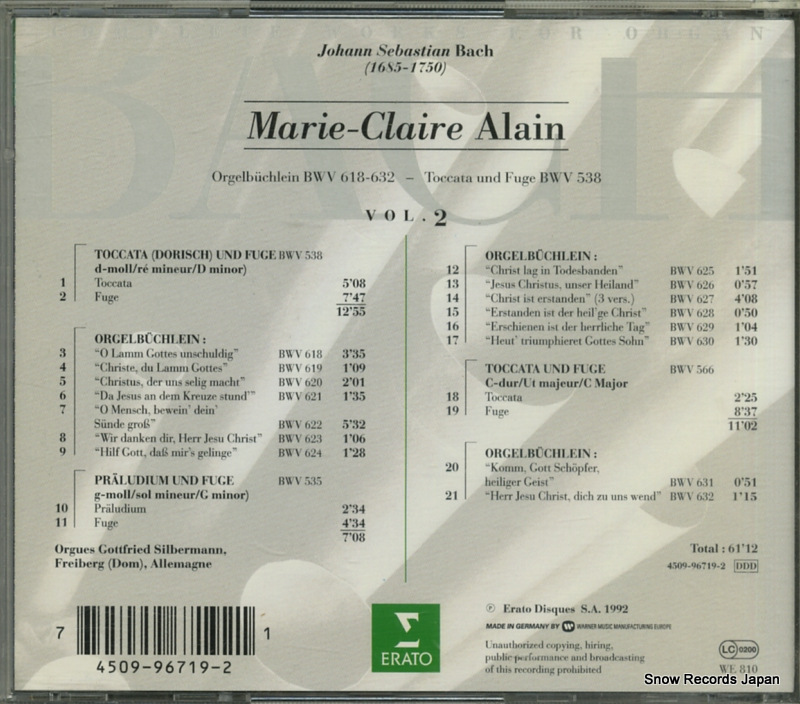 COMPLETE WORKS FOR ORGAN
BACH
Johann Sebastian Bach
(1685-1750)
Marie-Claire Alain
Orgelbüchlein BWV 618-632 – Toccata und Fuge BWV 538
VOL. 2
TOCCATA (DORISCH) UND FUGE BWV 538
d-moll/ré mineur/D minor)
1 Toccata 5'08
2 Fuge 7'47
12'55
ORGELBÜCHLEIN :
3 "O Lamm Gottes unschuldig" BWV 618 3'35
4 "Christe, du Lamm Gottes" BWV 619 1'09
5 "Christus, der uns selig macht" BWV 620 2'01
6 "Da Jesus an dem Kreuze stund'" BWV 621 1'35
7 "O Mensch, bewein' dein'
Sünde groß" BWV 622 5'32
8 "Wir danken dir, Herr Jesu Christ" BWV 623 1'06
9 "Hilf Gott, daß mir's gelinge" BWV 624 1'28
PRÄLUDIUM UND FUGE BWV 535
g-moll/sol mineur/G minor)
10 Präludium 2'34
11 Fuge 4'34
7'08
Orgues Gottfried Silbermann,
Freiberg (Dom), Allemagne
ORGELBÜCHLEIN :
12 "Christ lag in Todesbanden" BWV 625 1'51
13 "Jesus Christus, unser Heiland" BWV 626 0'57
14 "Christ ist erstanden" (3 vers.) BWV 627 4'08
15 "Erstanden ist der heil'ge Christ" BWV 628 0'50
16 "Erschienen ist der herrliche Tag" BWV 629 1'04
17 "Heut' triumphieret Gottes Sohn" BWV 630 1'30
TOCCATA UND FUGE BWV 566
C-dur/Ut majeur/C Major
18 Toccata 2'25
19 Fuge 8'37
11'02
ORGELBÜCHLEIN :
20 "Komm, Gott Schöpfer,
heiliger Geist" BWV 631 0'51
21 "Herr Jesu Christ, dich zu uns wend" BWV 632 1'15
Total : 61'12
4509-96719-2 DDD
7 4509-96719-2 1
ERATO
℗ Erato Disques S.A. 1992
MADE IN GERMANY BY WARNER MUSIC MANUFACTURING EUROPE
Unauthorized copying, hiring,
public performance and broadcasting
of this recording prohibited
LC 0200
WE 810
Snow Records Japan